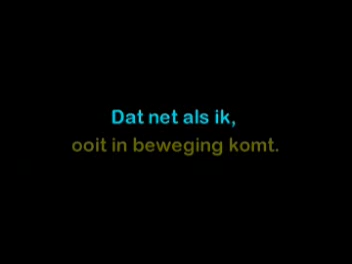 Dat net als ik,
ooit in beweging komt.